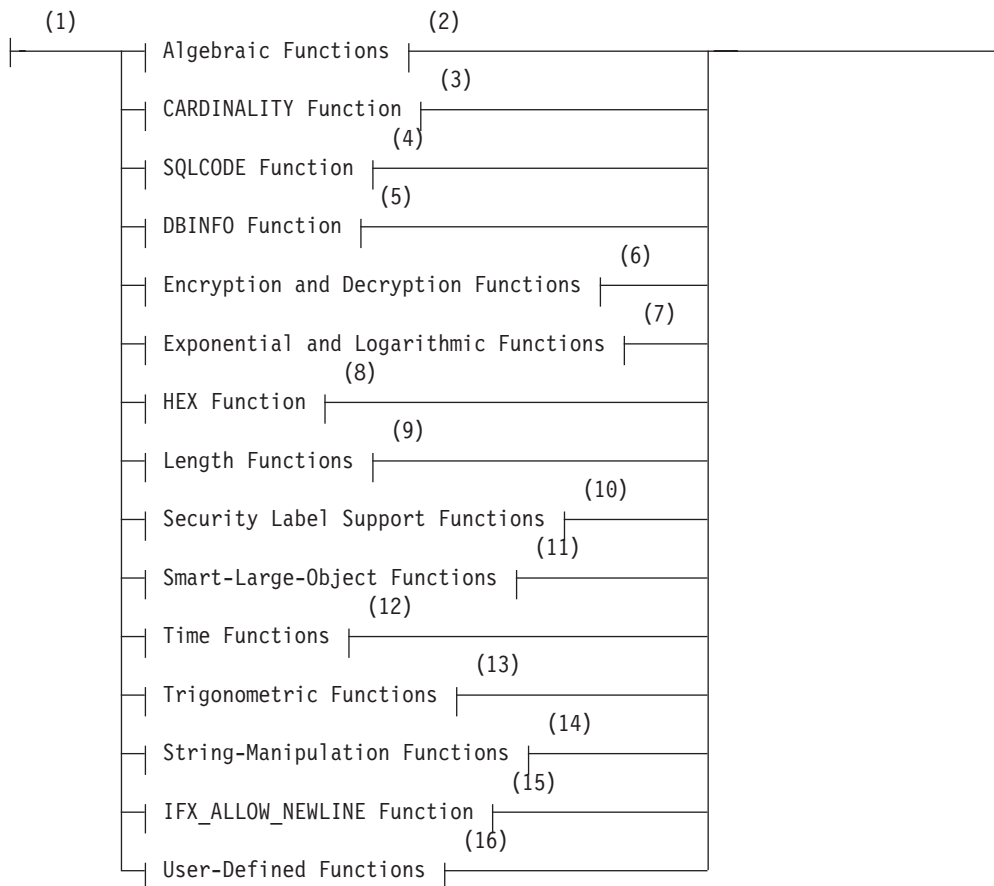 (1)
Algebraic Functions (2)
CARDINALITY Function (3)
SQLCODE Function (4)
DBINFO Function (5)
Encryption and Decryption Functions (6)
Exponential and Logarithmic Functions (7)
HEX Function (8)
Length Functions (9)
Security Label Support Functions (10)
Smart-Large-Object Functions (11)
Time Functions (12)
Trigonometric Functions (13)
String-Manipulation Functions (14)
IFX_ALLOW_NEWLINE Function (15)
User-Defined Functions (16)